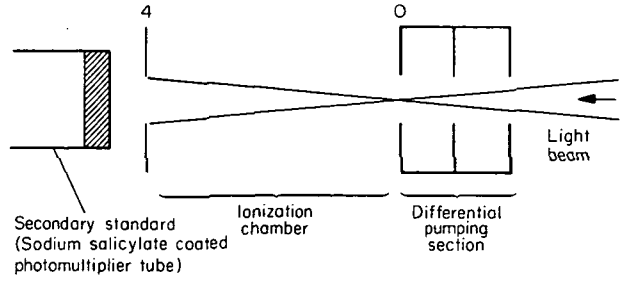 4
0
Light
beam
Ionization
chamber
Differential
pumping
section
Secondary standard
(Sodium salicylate coated
photomultiplier tube)